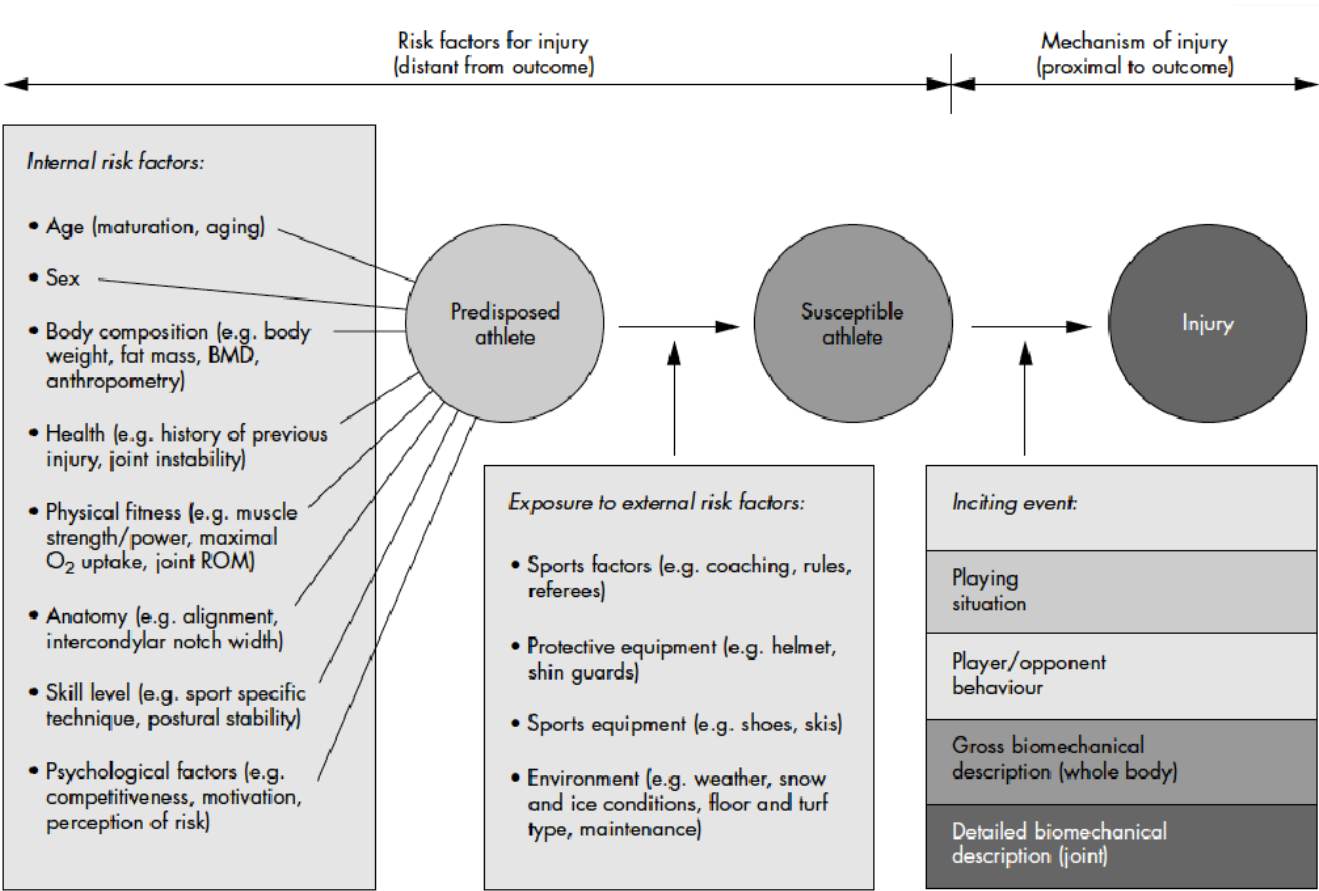 Risk factors for injury
(distant from outcome)
Mechanism of injury
(proximal to outcome)
Internal risk factors:
• Age (maturation, aging)
• Sex
• Body composition (e.g. body
weight, fat mass, BMD,
anthropometry)
• Health (e.g. history of previous
injury, joint instability)
• Physical fitness (e.g. muscle
strength/power, maximal
O2 uptake, joint ROM)
• Anatomy (e.g. alignment,
intercondylar notch width)
• Skill level (e.g. sport specific
technique, postural stability)
• Psychological factors (e.g.
competitiveness, motivation,
perception of risk)
Predisposed
athlete
Susceptible
athlete
Injury
Exposure to external risk factors:
• Sports factors (e.g. coaching, rules,
referees)
• Protective equipment (e.g. helmet,
shin guards)
• Sports equipment (e.g. shoes, skis)
• Environment (e.g. weather, snow
and ice conditions, floor and turf
type, maintenance)
Inciting event:
Playing
situation
Player/opponent
behaviour
Gross biomechanical
description (whole body)
Detailed biomechanical
description (joint)